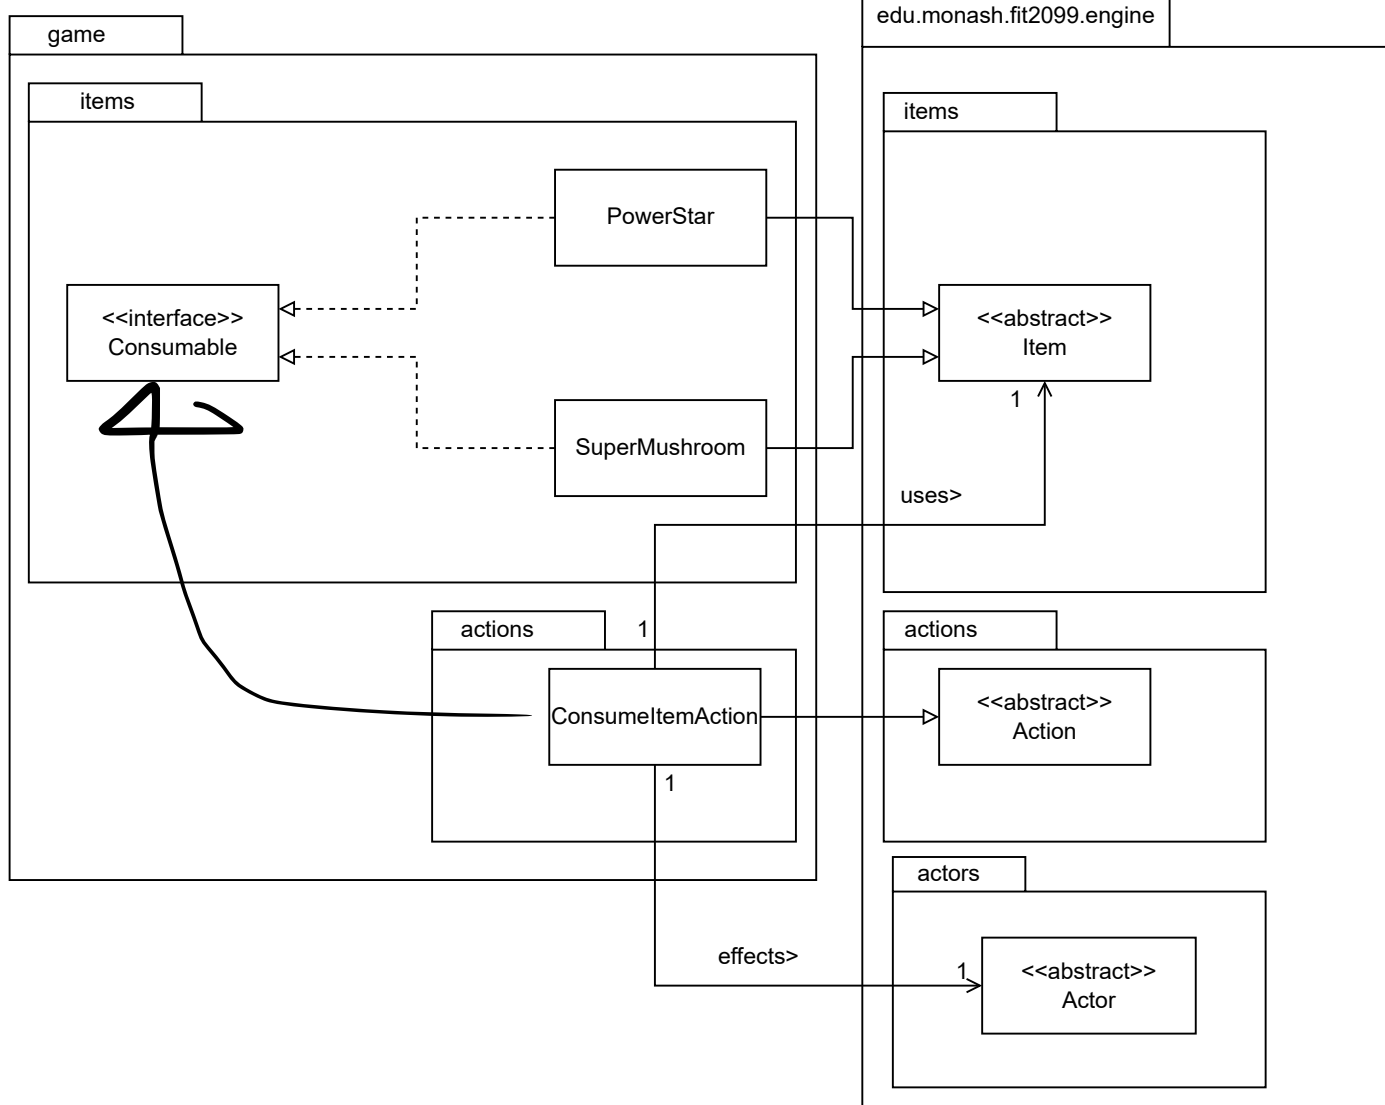 game
edu.monash.fit2099.engine
items
items
PowerStar
<<interface>>
Consumable
<<abstract>>
Item
1
SuperMushroom
uses>
actions
1
actions
ConsumeItemAction
<<abstract>>
Action
1
actors
effects>
1
<<abstract>>
Actor